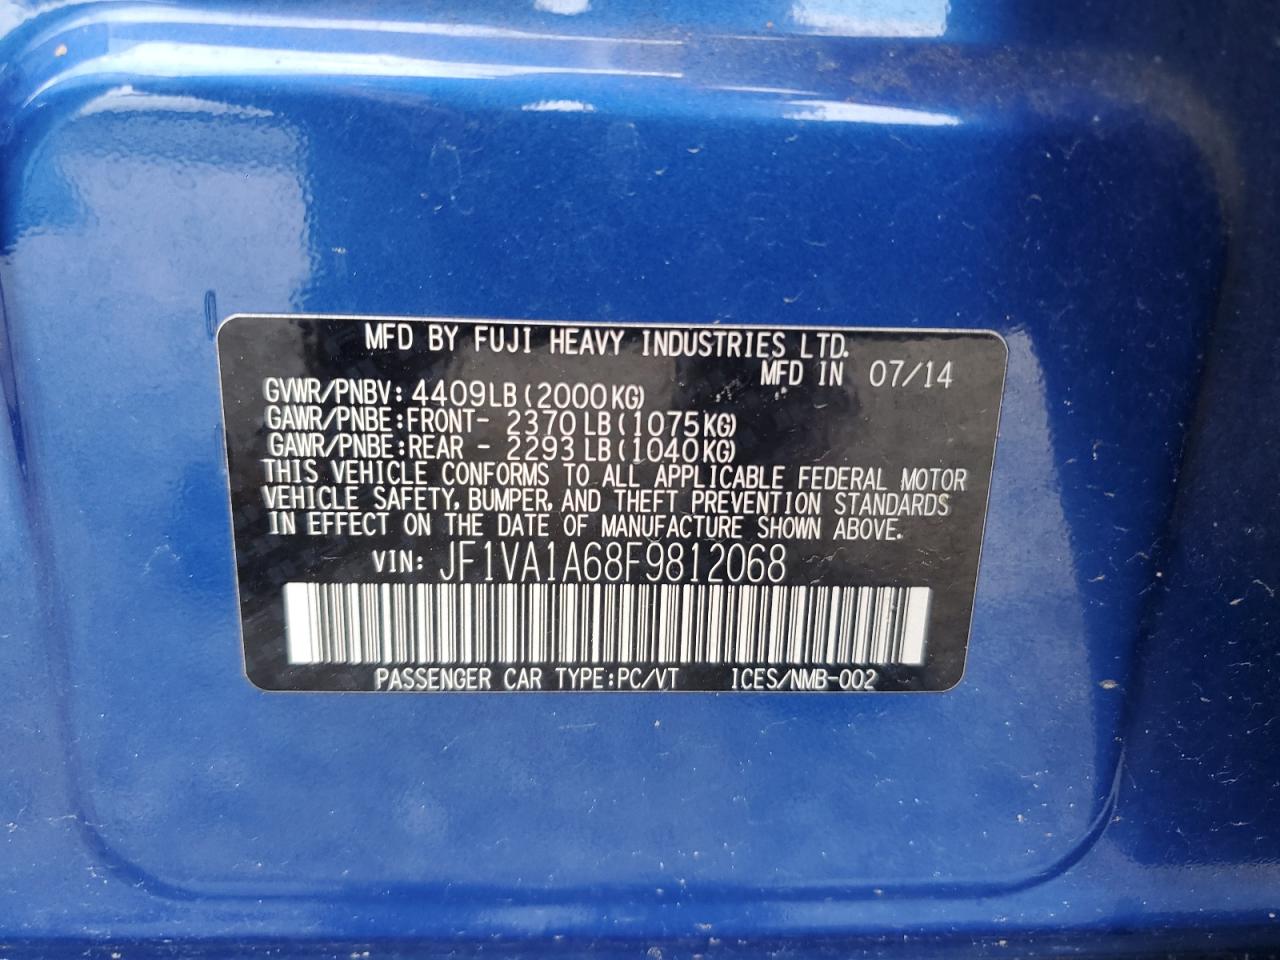 MFD BY FUJI HEAVY INDUSTRIES LTD.
MFD IN 07/14
GVWR/PNBV: 4409LB(2000KG)
GAWR/PNBE:FRONT- 2370LB(1075KG)
GAWR/PNBE:REAR - 2293LB(1040KG)
THIS VEHICLE CONFORMS TO ALL APPLICABLE FEDERAL MOTOR
VEHICLE SAFETY, BUMPER, AND THEFT PREVENTION STANDARDS
IN EFFECT ON THE DATE OF MANUFACTURE SHOWN ABOVE.
VIN: JF1VA1A68F9812068
PASSENGER CAR TYPE:PC/VT ICES/NMB-002